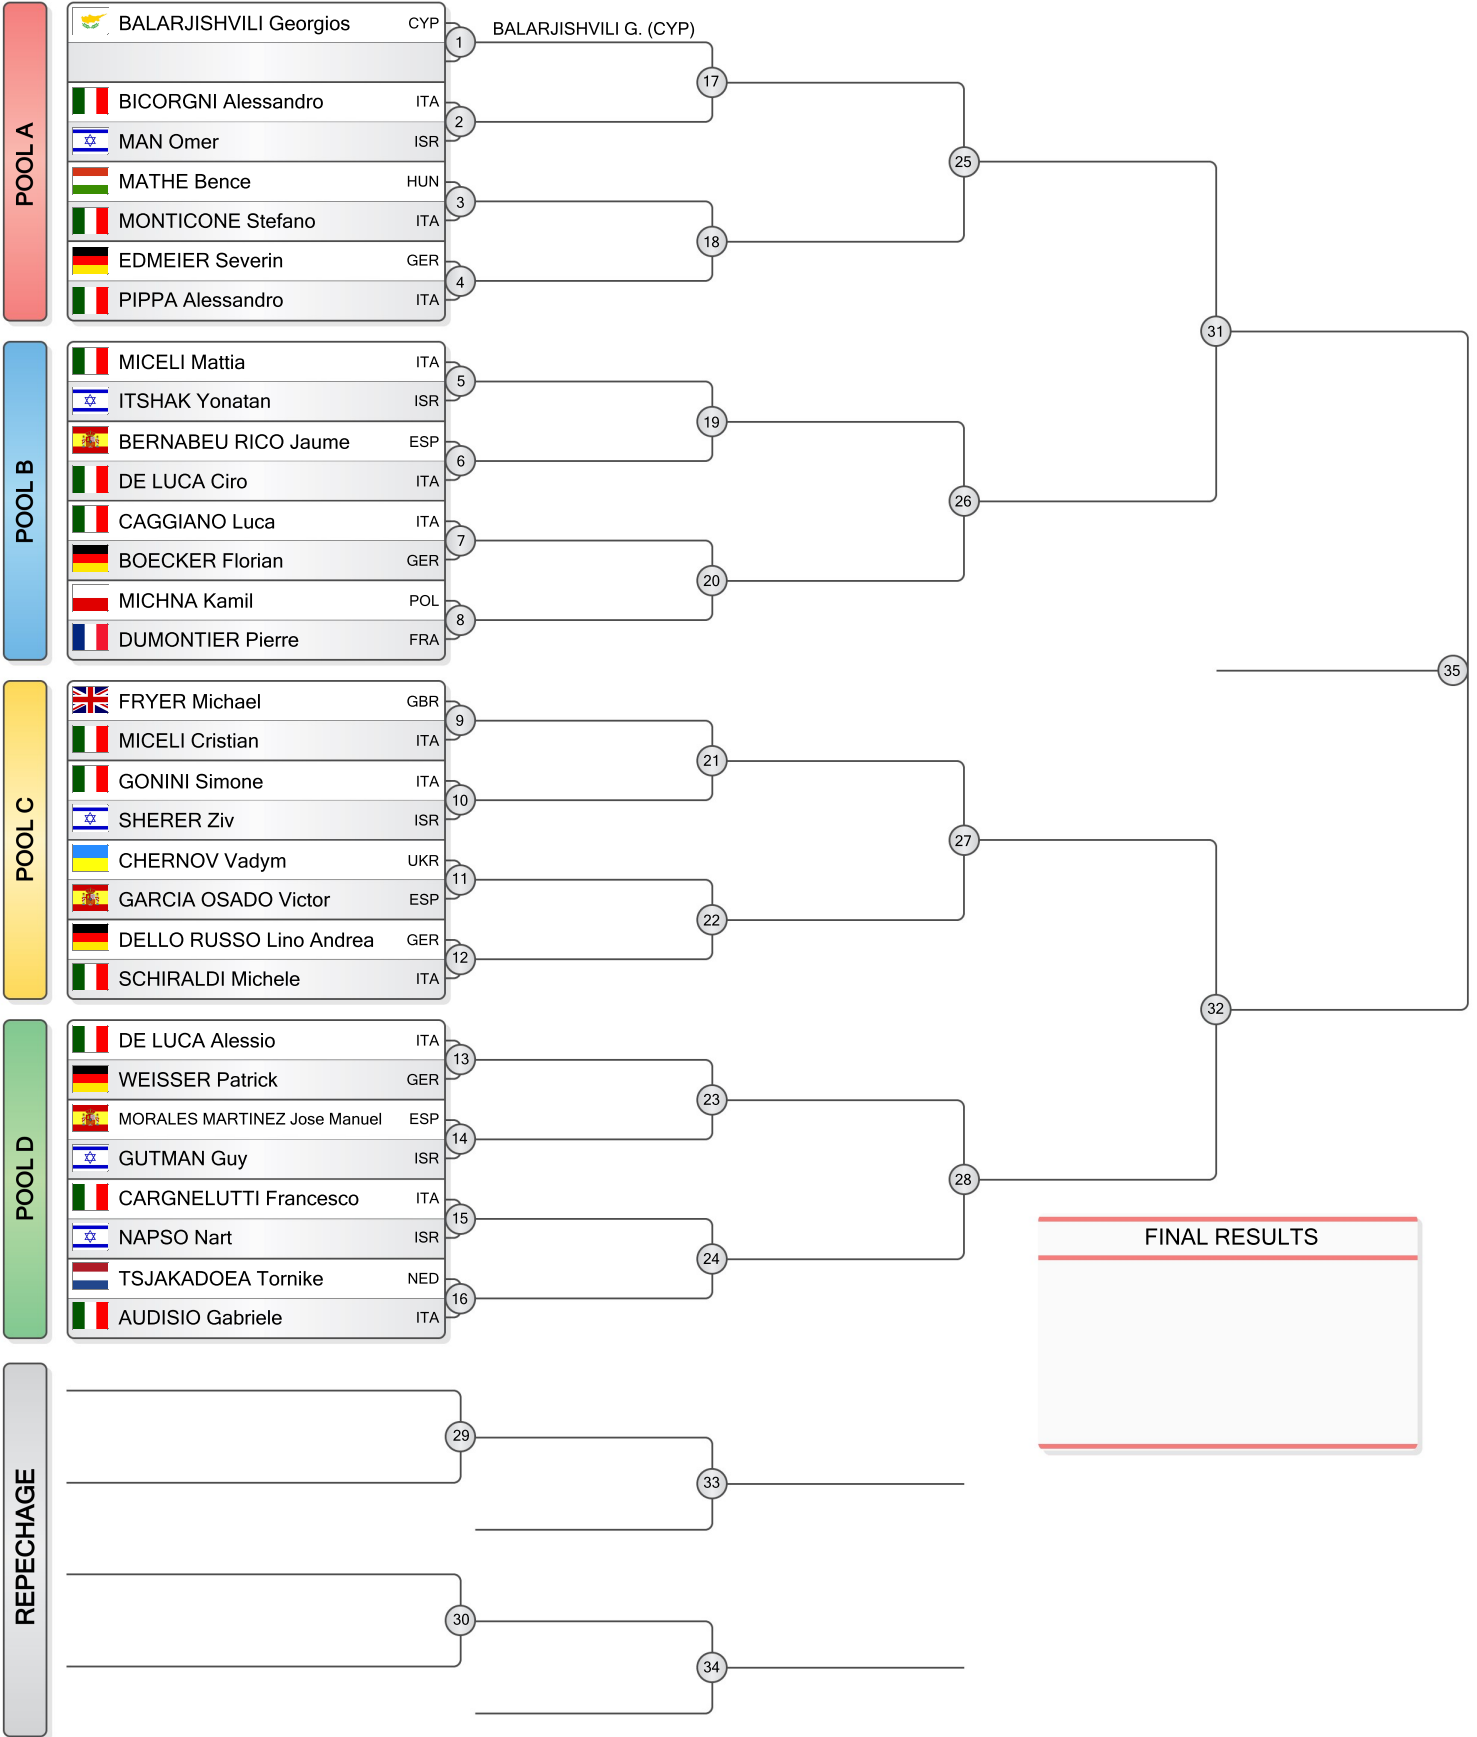 POOL A
BALARJISHVILI Georgios CYP
1
BALARJISHVILI G. (CYP)
17
BICORGNI Alessandro ITA
2
MAN Omer ISR
25
MATHE Bence HUN
3
MONTICONE Stefano ITA
18
EDMEIER Severin GER
4
PIPPA Alessandro ITA
31
POOL B
MICELI Mattia ITA
5
ITSHAK Yonatan ISR
19
BERNABEU RICO Jaume ESP
6
DE LUCA Ciro ITA
26
CAGGIANO Luca ITA
7
BOECKER Florian GER
20
MICHNA Kamil POL
8
DUMONTIER Pierre FRA
35
POOL C
FRYER Michael GBR
9
MICELI Cristian ITA
21
GONINI Simone ITA
10
SHERER Ziv ISR
27
CHERNOV Vadym UKR
11
GARCIA OSADO Victor ESP
22
DELLO RUSSO Lino Andrea GER
12
SCHIRALDI Michele ITA
32
POOL D
DE LUCA Alessio ITA
13
WEISSER Patrick GER
23
MORALES MARTINEZ Jose Manuel ESP
14
GUTMAN Guy ISR
28
CARGNELUTTI Francesco ITA
15
NAPSO Nart ISR
24
TSJAKADOEA Tornike NED
16
AUDISIO Gabriele ITA
FINAL RESULTS
REPECHAGE
29
33
30
34